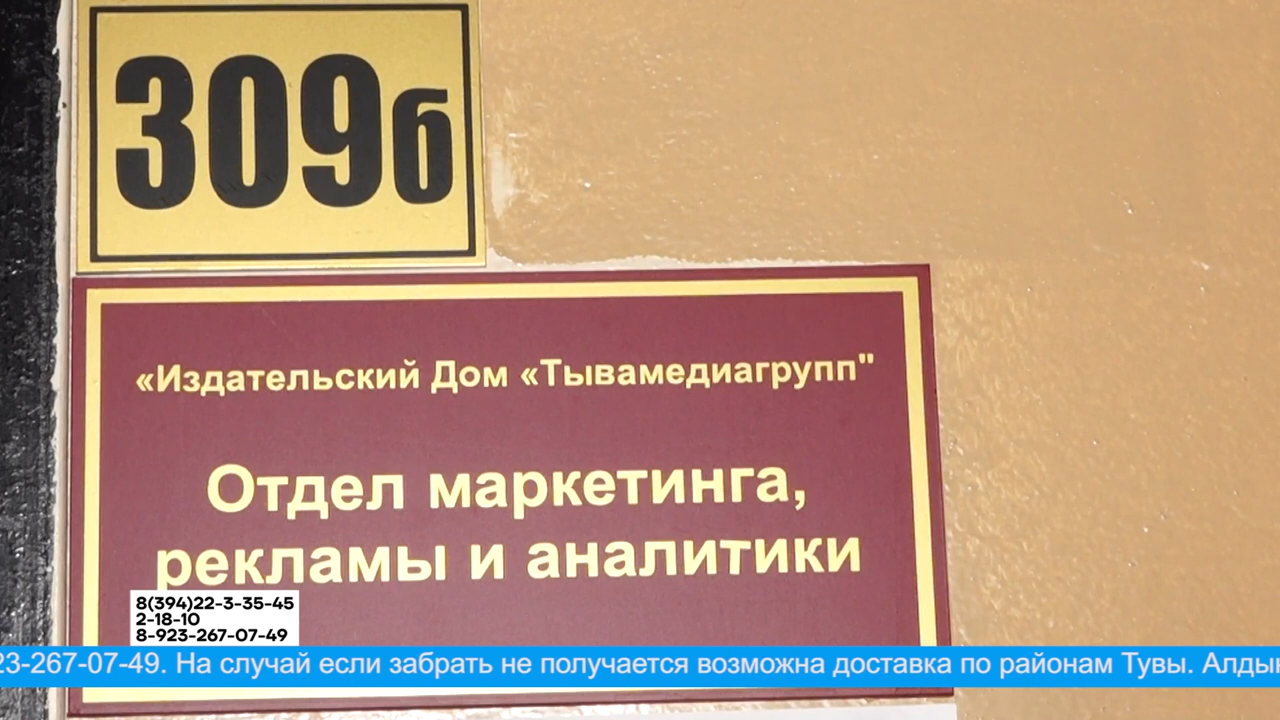 309б
«Издательский Дом «Тывамедиагрупп"
Отдел маркетинга,
рекламы и аналитики
8(394)22-3-35-45
2-18-10
8-923-267-07-49
23-267-07-49. На случай если забрать не получается возможна доставка по районам Тувы.